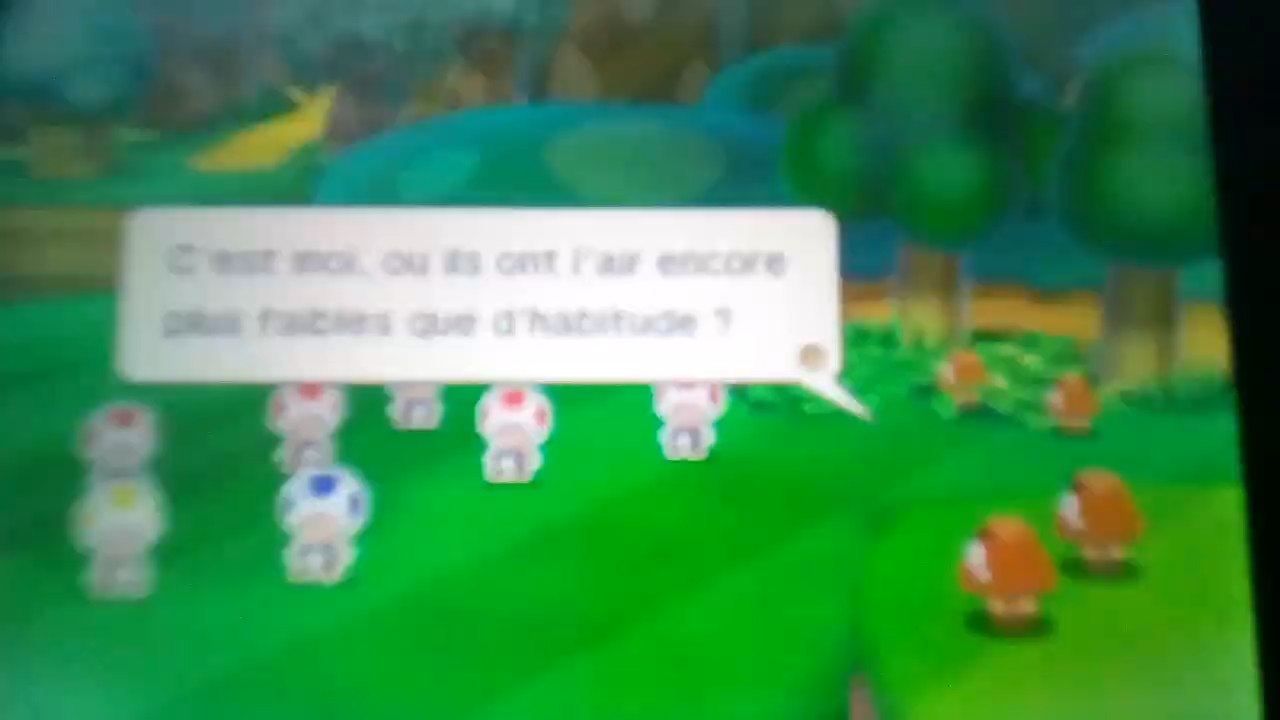 C'est moi, ou ils ont l'air encore
plus faibles que d'habitude ?